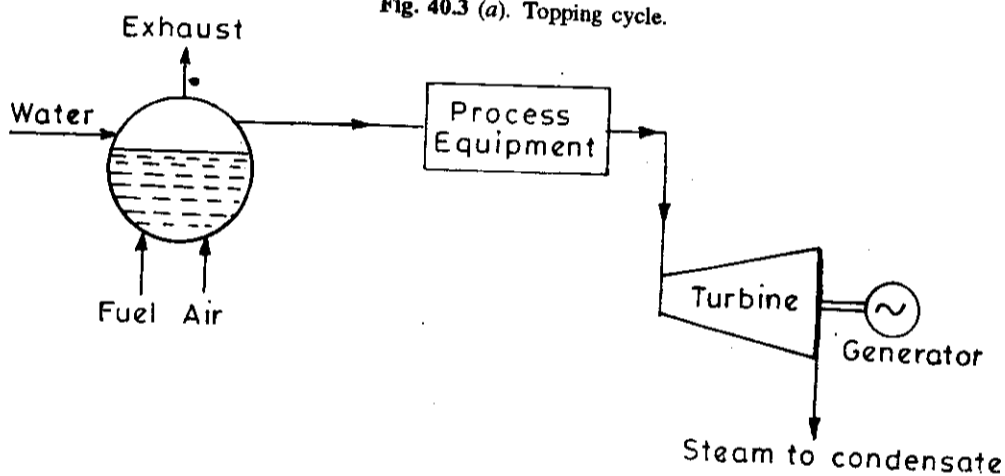 Fig. 40.3 (a). Topping cycle.
Exhaust
Water
Process
Equipment
Fuel Air
Turbine
Generator
Steam to condensate